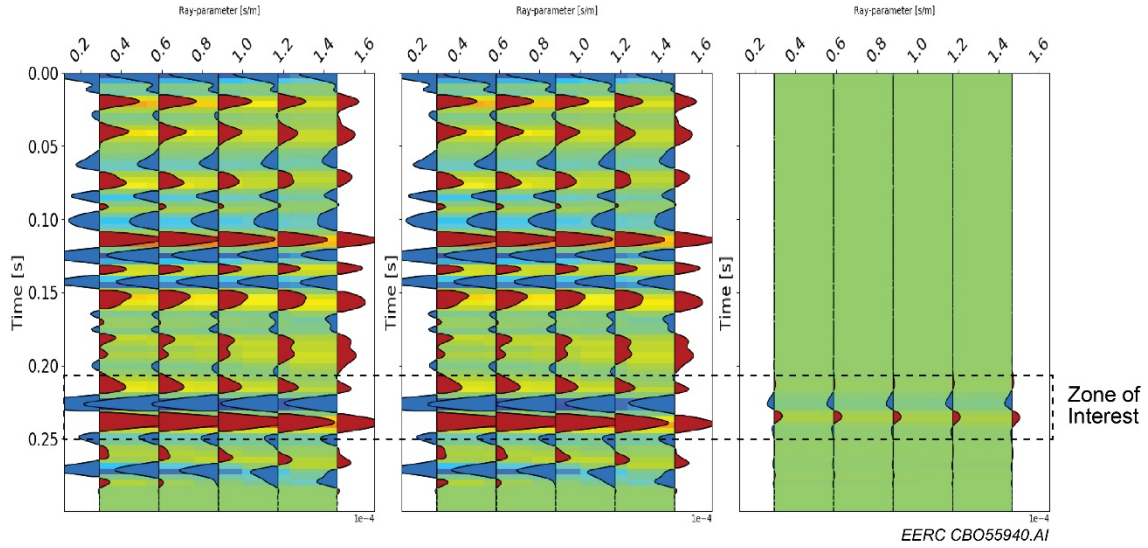 Ray-parameter [s/m] Ray-parameter [s/m] Ray-parameter [s/m]
0.2 0.4 0.6 0.8 1.0 1.2 1.4 1.6 0.2 0.4 0.6 0.8 1.0 1.2 1.4 1.6 0.2 0.4 0.6 0.8 1.0 1.2 1.4 1.6
0.00
0.05
0.10
0.15
0.20
0.25
Time [s] Time [s] Time [s]
Zone of
Interest
1e-4 1e-4 1e-4
EERC CBO55940.AI